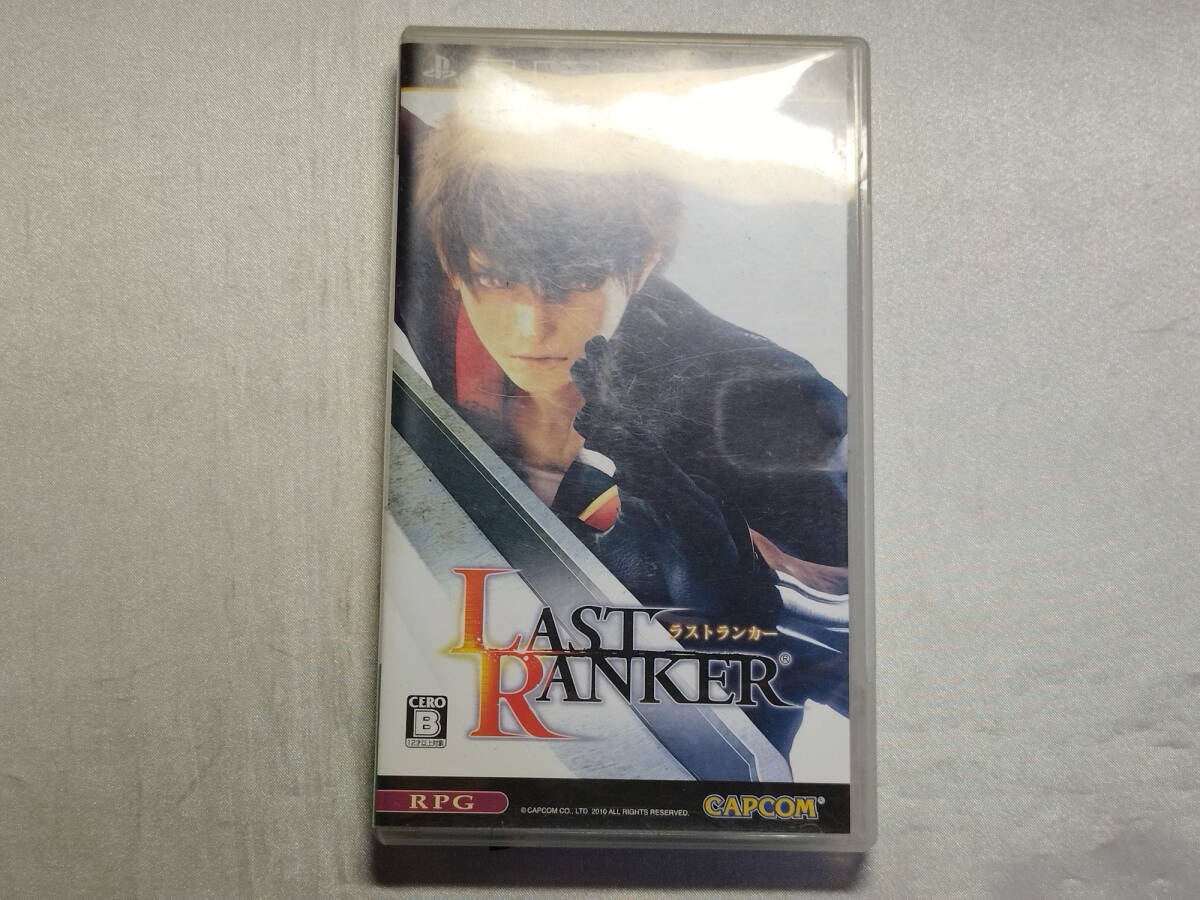 LAST
ラストランカー
RANKER®
CERO
B
12才以上対象
RPG
©CAPCOM CO., LTD. 2010 ALL RIGHTS RESERVED.
CAPCOM®